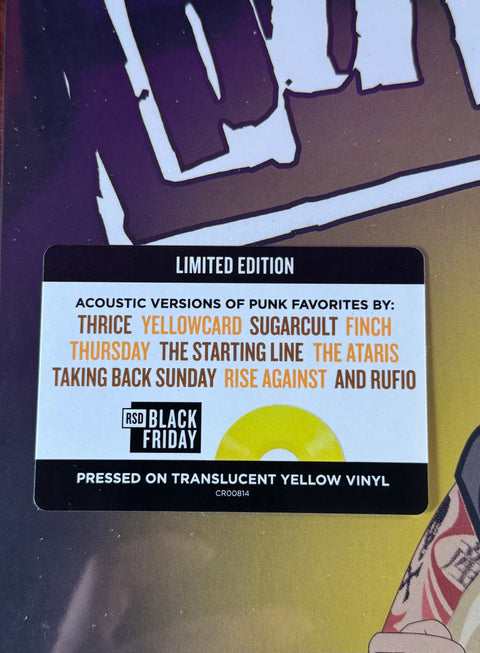 LIMITED EDITION
ACOUSTIC VERSIONS OF PUNK FAVORITES BY:
THRICE YELLOWCARD SUGARCULT FINCH
THURSDAY THE STARTING LINE THE ATARIS
TAKING BACK SUNDAY RISE AGAINST AND RUFIO
RSD BLACK
FRIDAY
PRESSED ON TRANSLUCENT YELLOW VINYL
CR00814